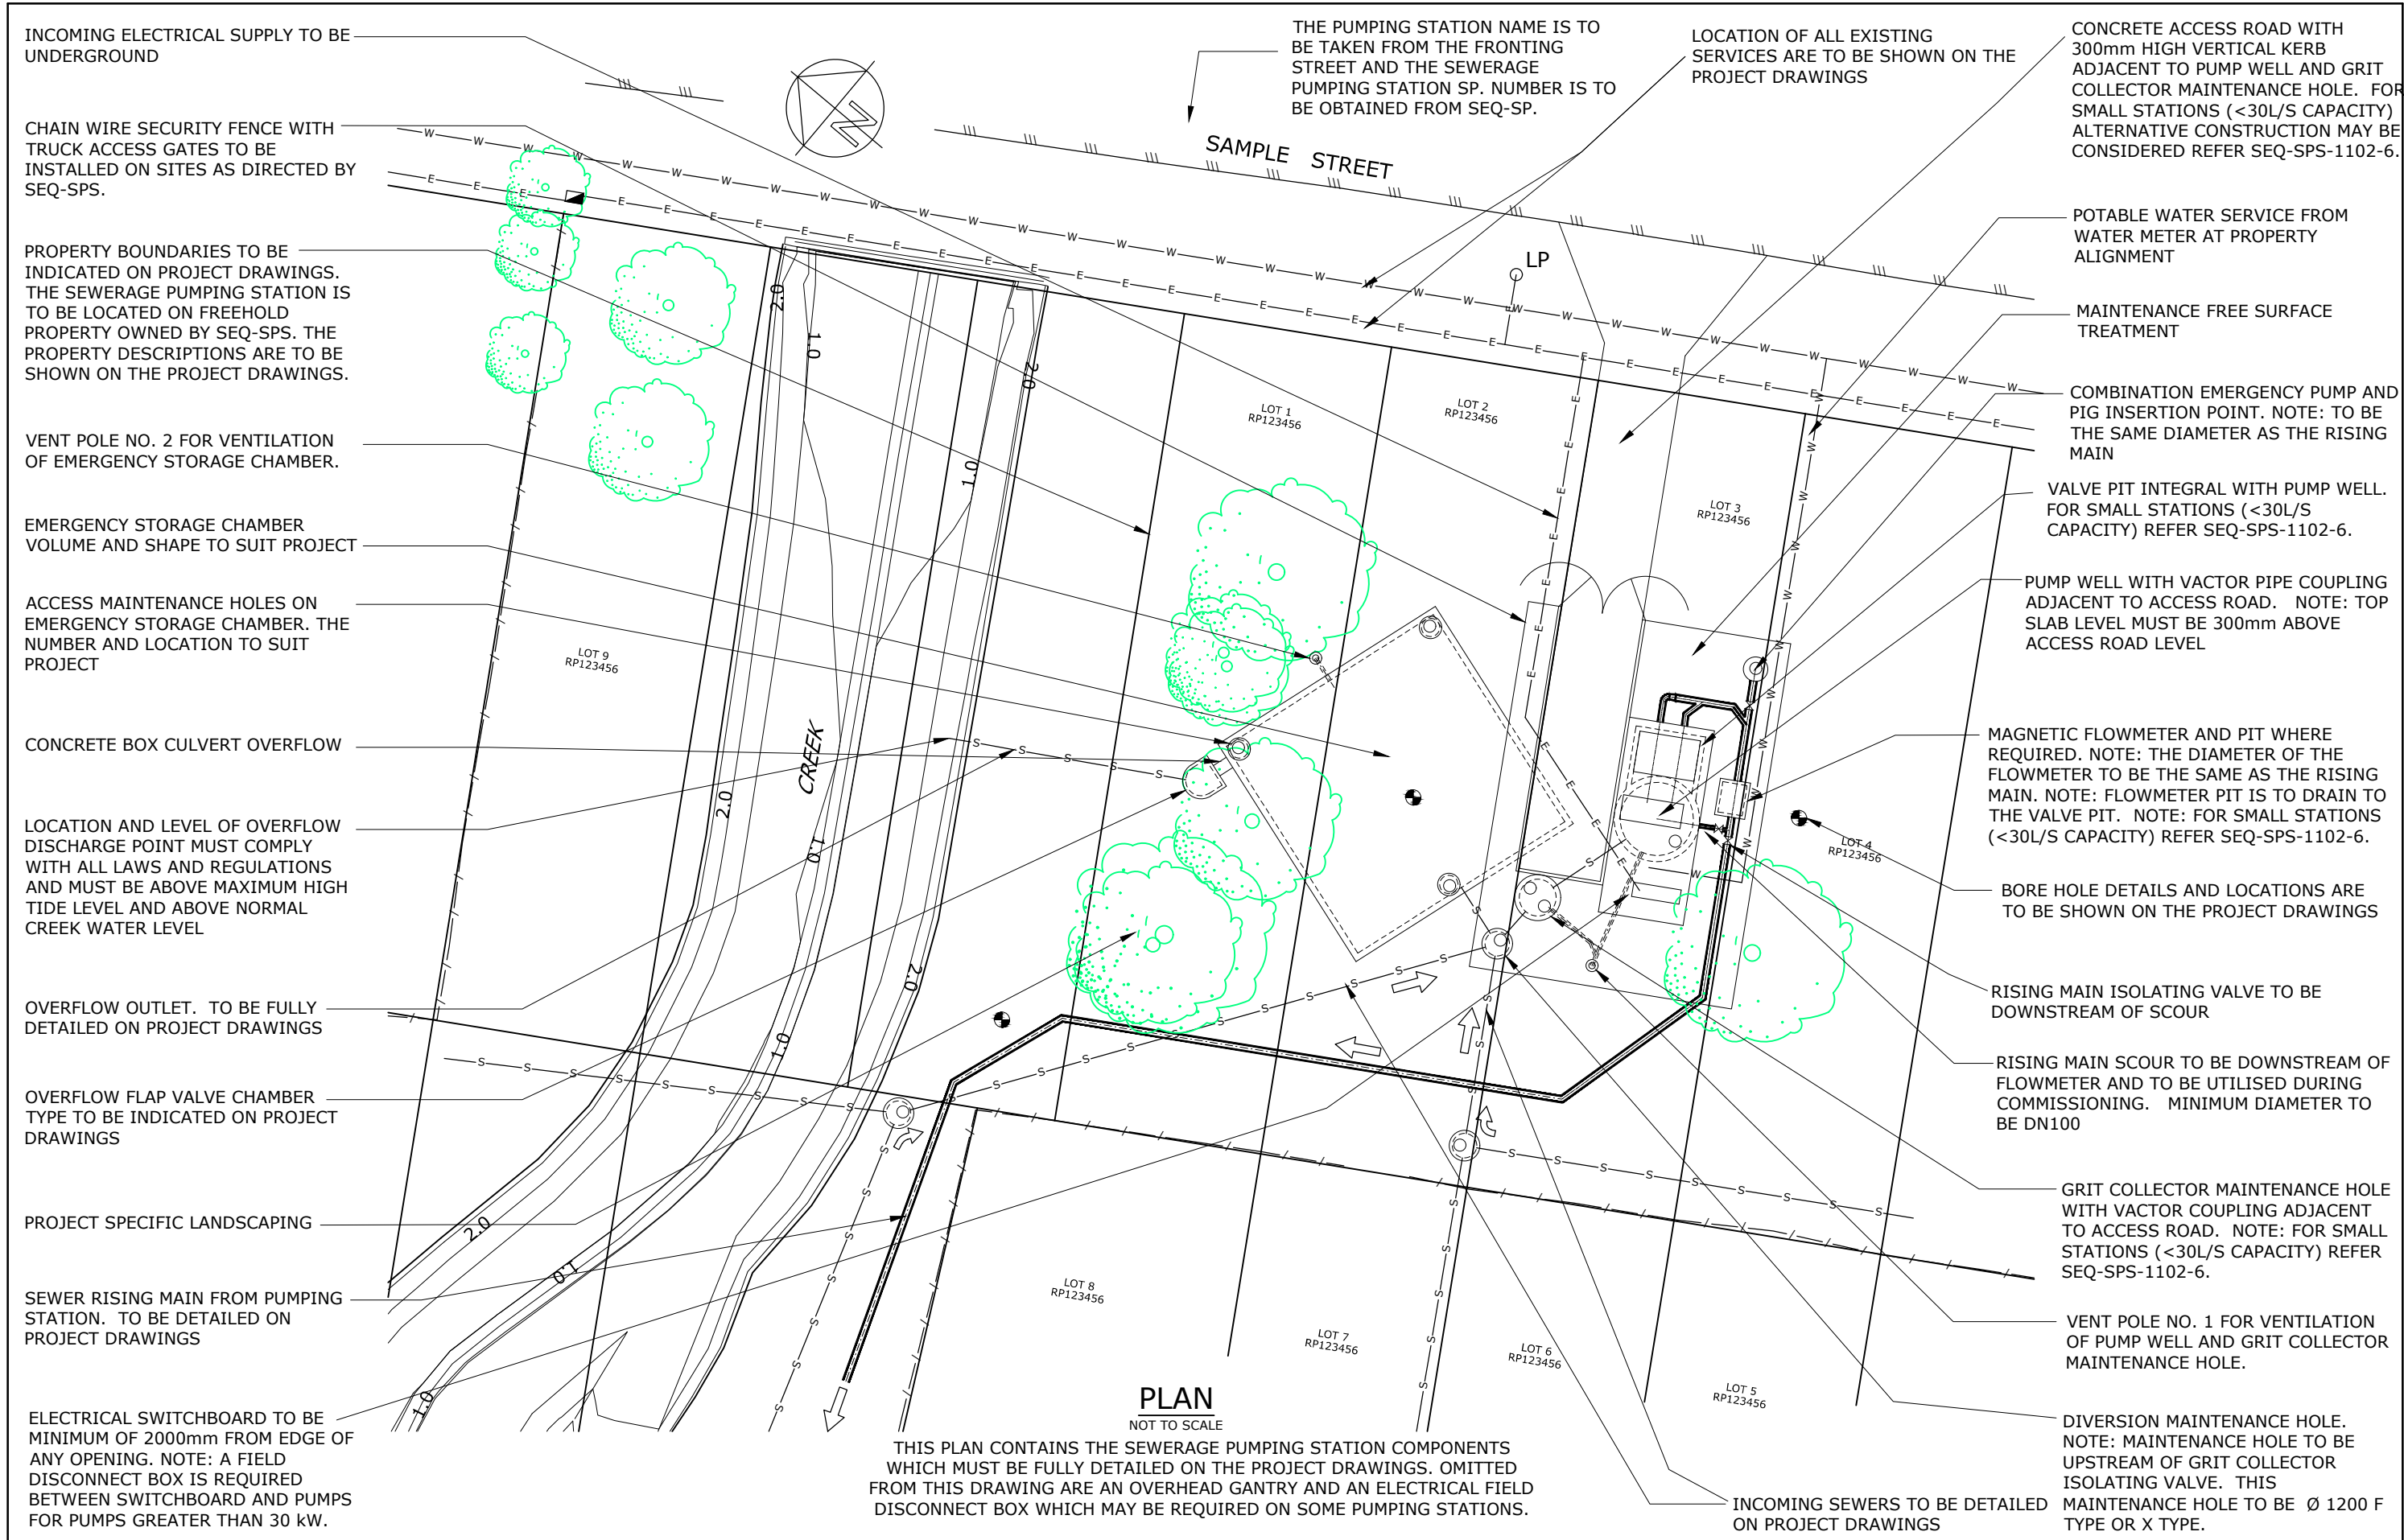 INCOMING ELECTRICAL SUPPLY TO BE
UNDERGROUND
CHAIN WIRE SECURITY FENCE WITH
TRUCK ACCESS GATES TO BE
INSTALLED ON SITES AS DIRECTED BY
SEQ-SPS.
PROPERTY BOUNDARIES TO BE
INDICATED ON PROJECT DRAWINGS.
THE SEWERAGE PUMPING STATION IS
TO BE LOCATED ON FREEHOLD
PROPERTY OWNED BY SEQ-SPS. THE
PROPERTY DESCRIPTIONS ARE TO BE
SHOWN ON THE PROJECT DRAWINGS.
VENT POLE NO. 2 FOR VENTILATION
OF EMERGENCY STORAGE CHAMBER.
EMERGENCY STORAGE CHAMBER
VOLUME AND SHAPE TO SUIT PROJECT
ACCESS MAINTENANCE HOLES ON
EMERGENCY STORAGE CHAMBER. THE
NUMBER AND LOCATION TO SUIT
PROJECT
CONCRETE BOX CULVERT OVERFLOW
LOCATION AND LEVEL OF OVERFLOW
DISCHARGE POINT MUST COMPLY
WITH ALL LAWS AND REGULATIONS
AND MUST BE ABOVE MAXIMUM HIGH
TIDE LEVEL AND ABOVE NORMAL
CREEK WATER LEVEL
OVERFLOW OUTLET. TO BE FULLY
DETAILED ON PROJECT DRAWINGS
OVERFLOW FLAP VALVE CHAMBER
TYPE TO BE INDICATED ON PROJECT
DRAWINGS
PROJECT SPECIFIC LANDSCAPING
SEWER RISING MAIN FROM PUMPING
STATION. TO BE DETAILED ON
PROJECT DRAWINGS
ELECTRICAL SWITCHBOARD TO BE
MINIMUM OF 2000mm FROM EDGE OF
ANY OPENING. NOTE: A FIELD
DISCONNECT BOX IS REQUIRED
BETWEEN SWITCHBOARD AND PUMPS
FOR PUMPS GREATER THAN 30 kW.
THE PUMPING STATION NAME IS TO
BE TAKEN FROM THE FRONTING
STREET AND THE SEWERAGE
PUMPING STATION SP. NUMBER IS TO
BE OBTAINED FROM SEQ-SP.
LOCATION OF ALL EXISTING
SERVICES ARE TO BE SHOWN ON THE
PROJECT DRAWINGS
N
SAMPLE STREET
LP
CREEK
2.0
1.0
2.0
1.0
2.0
1.0
2.0
1.0
2.0
1.0
1.0
LOT 1
RP123456
LOT 2
RP123456
LOT 3
RP123456
LOT 4
RP123456
LOT 9
RP123456
LOT 8
RP123456
LOT 7
RP123456
LOT 6
RP123456
LOT 5
RP123456
PLAN
NOT TO SCALE
THIS PLAN CONTAINS THE SEWERAGE PUMPING STATION COMPONENTS
WHICH MUST BE FULLY DETAILED ON THE PROJECT DRAWINGS. OMITTED
FROM THIS DRAWING ARE AN OVERHEAD GANTRY AND AN ELECTRICAL FIELD
DISCONNECT BOX WHICH MAY BE REQUIRED ON SOME PUMPING STATIONS.
CONCRETE ACCESS ROAD WITH
300mm HIGH VERTICAL KERB
ADJACENT TO PUMP WELL AND GRIT
COLLECTOR MAINTENANCE HOLE. FOR
SMALL STATIONS (<30L/S CAPACITY)
ALTERNATIVE CONSTRUCTION MAY BE
CONSIDERED REFER SEQ-SPS-1102-6.
POTABLE WATER SERVICE FROM
WATER METER AT PROPERTY
ALIGNMENT
MAINTENANCE FREE SURFACE
TREATMENT
COMBINATION EMERGENCY PUMP AND
PIG INSERTION POINT. NOTE: TO BE
THE SAME DIAMETER AS THE RISING
MAIN
VALVE PIT INTEGRAL WITH PUMP WELL.
FOR SMALL STATIONS (<30L/S
CAPACITY) REFER SEQ-SPS-1102-6.
PUMP WELL WITH VACTOR PIPE COUPLING
ADJACENT TO ACCESS ROAD. NOTE: TOP
SLAB LEVEL MUST BE 300mm ABOVE
ACCESS ROAD LEVEL
MAGNETIC FLOWMETER AND PIT WHERE
REQUIRED. NOTE: THE DIAMETER OF THE
FLOWMETER TO BE THE SAME AS THE RISING
MAIN. NOTE: FLOWMETER PIT IS TO DRAIN TO
THE VALVE PIT. NOTE: FOR SMALL STATIONS
(<30L/S CAPACITY) REFER SEQ-SPS-1102-6.
BORE HOLE DETAILS AND LOCATIONS ARE
TO BE SHOWN ON THE PROJECT DRAWINGS
RISING MAIN ISOLATING VALVE TO BE
DOWNSTREAM OF SCOUR
RISING MAIN SCOUR TO BE DOWNSTREAM OF
FLOWMETER AND TO BE UTILISED DURING
COMMISSIONING. MINIMUM DIAMETER TO
BE DN100
GRIT COLLECTOR MAINTENANCE HOLE
WITH VACTOR COUPLING ADJACENT
TO ACCESS ROAD. NOTE: FOR SMALL
STATIONS (<30L/S CAPACITY) REFER
SEQ-SPS-1102-6.
VENT POLE NO. 1 FOR VENTILATION
OF PUMP WELL AND GRIT COLLECTOR
MAINTENANCE HOLE.
DIVERSION MAINTENANCE HOLE.
NOTE: MAINTENANCE HOLE TO BE
UPSTREAM OF GRIT COLLECTOR
ISOLATING VALVE. THIS
MAINTENANCE HOLE TO BE Ø 1200 F
TYPE OR X TYPE.
INCOMING SEWERS TO BE DETAILED
ON PROJECT DRAWINGS